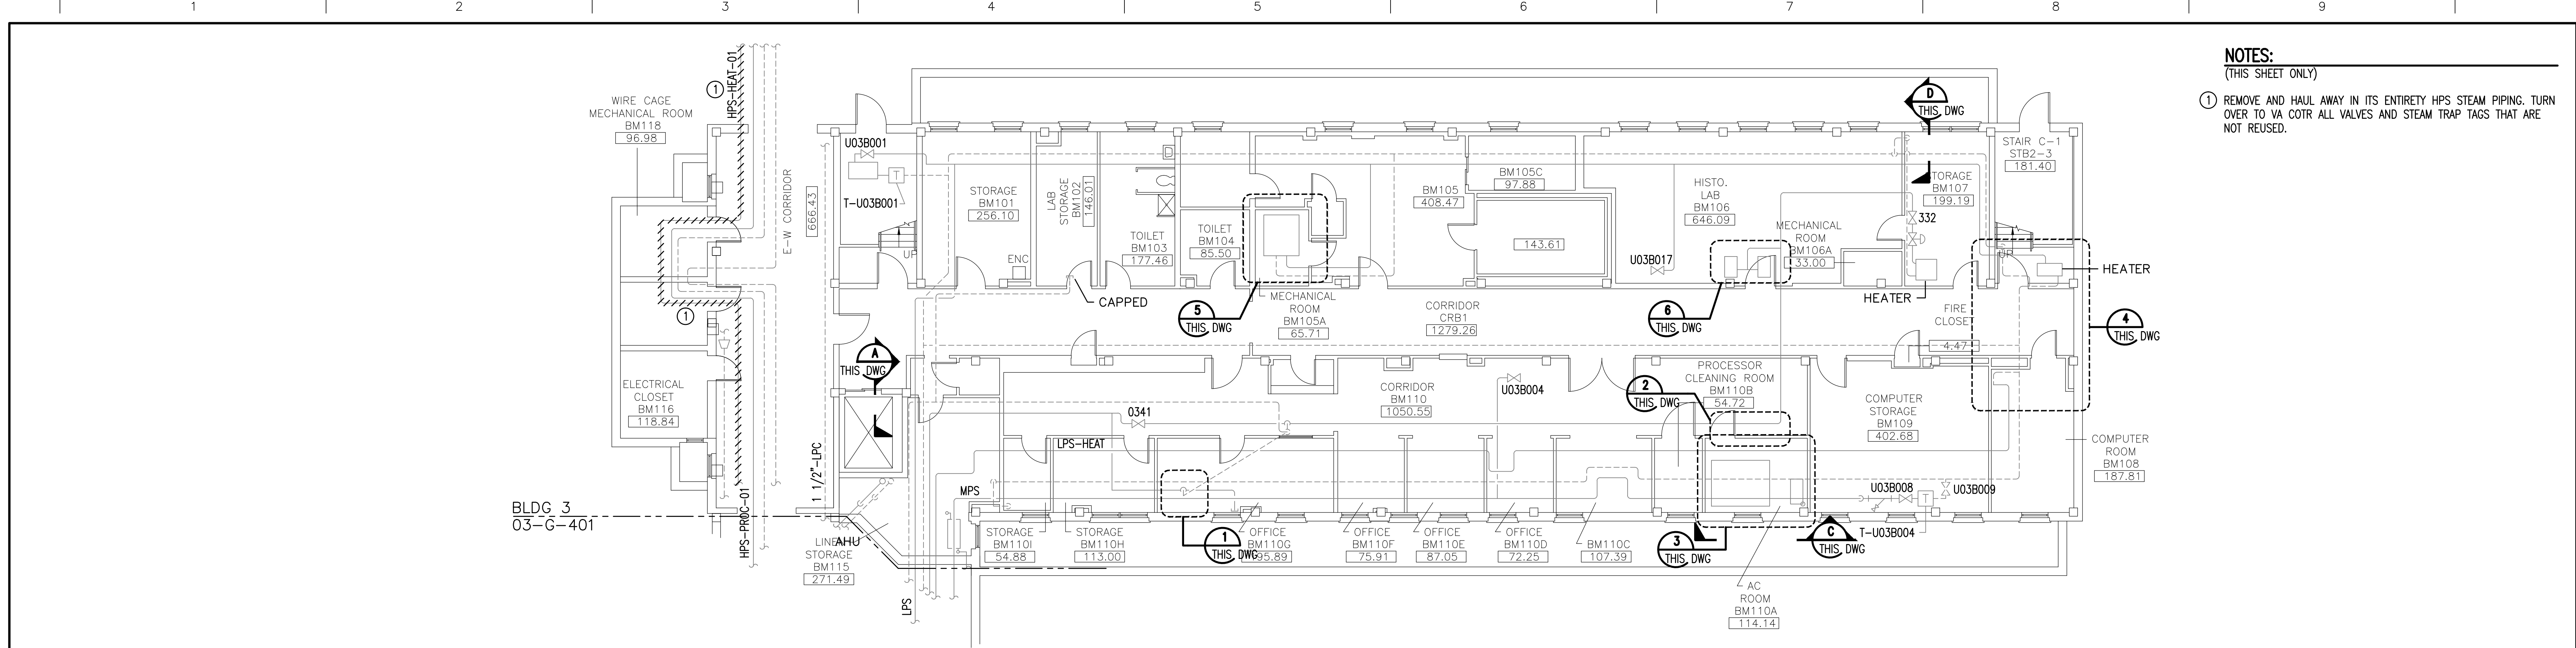 1
2
3
4
5
6
7
8
9
NOTES:
(THIS SHEET ONLY)
1 REMOVE AND HAUL AWAY IN ITS ENTIRETY HPS STEAM PIPING. TURN
OVER TO VA COTR ALL VALVES AND STEAM TRAP TAGS THAT ARE
NOT REUSED.
WIRE CAGE
MECHANICAL ROOM
BM118
96.98
1
HPS-HEAT-01
E-W CORRIDOR
666.43
U03B001
T
T-U03B001
UP
STORAGE
BM101
256.10
ENC
LAB
STORAGE
BM102
146.01
CAPPED
TOILET
BM103
177.46
TOILET
BM104
85.50
5
THIS DWG
MECHANICAL
ROOM
BM105A
65.71
BM105
408.47
BM105C
97.88
143.61
CORRIDOR
CRB1
1279.26
HISTO.
LAB
BM106
646.09
U03B017
6
THIS DWG
MECHANICAL
ROOM
BM106A
33.00
D
THIS DWG
STORAGE
BM107
199.19
332
HEATER
STAIR C-1
STB2-3
181.40
UP
HEATER
FIRE
CLOSET
4.47
4
THIS DWG
1
ELECTRICAL
CLOSET
BM116
118.84
HPS-PROC-01
1 1/2"-LPC
A
THIS DWG
0341
LPS-HEAT
CORRIDOR
BM110
1050.55
U03B004
2
THIS DWG
PROCESSOR
CLEANING ROOM
BM110B
54.72
COMPUTER
STORAGE
BM109
402.68
COMPUTER
ROOM
BM108
187.81
BLDG 3
03-G-401
LINEN
STORAGE
BM115
271.49
AHU
LPS
MPS
STORAGE
BM110I
54.88
STORAGE
BM110H
113.00
1
THIS DWG
OFFICE
BM110G
95.89
OFFICE
BM110F
75.91
OFFICE
BM110E
87.05
OFFICE
BM110D
72.25
BM110C
107.39
3
THIS DWG
AC
ROOM
BM110A
114.14
C
THIS DWG
U03B008
T
U03B009
T-U03B004